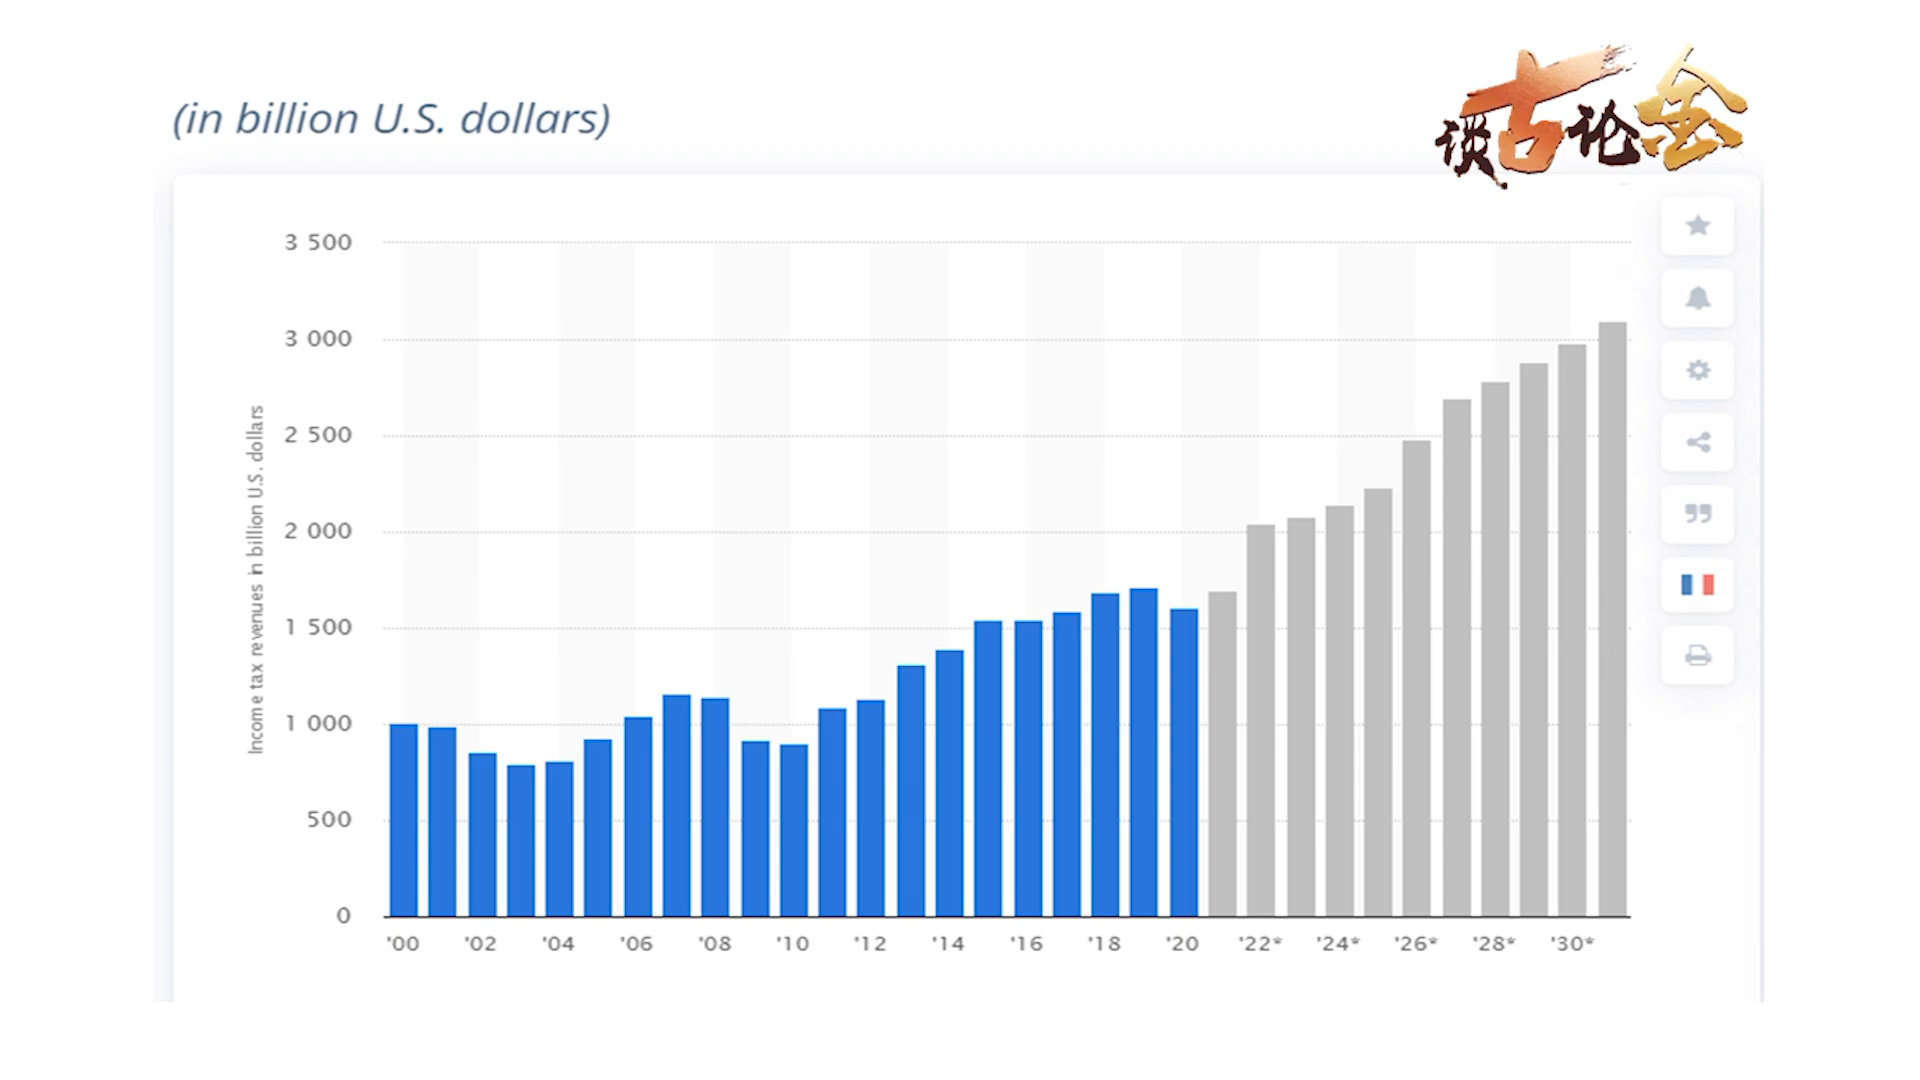 (in billion U.S. dollars)
谈古论金
Income tax revenues in billion U.S. dollars
3 500
3 000
2 500
2 000
1 500
1 000
500
0
'00 '02 '04 '06 '08 '10 '12 '14 '16 '18 '20 '22* '24* '26* '28* '30*